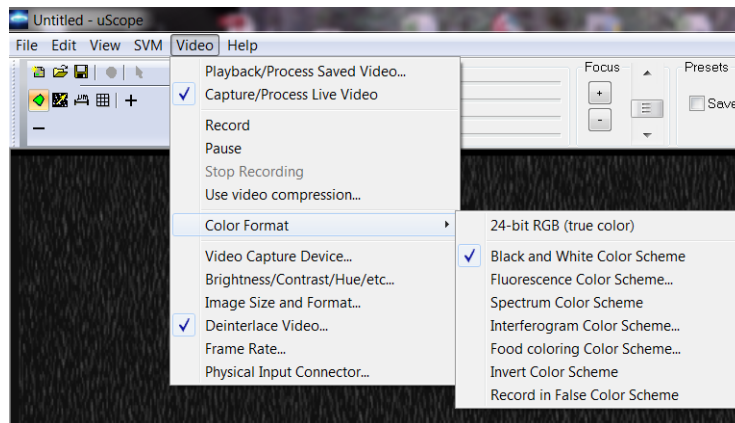 Untitled - uScope
File Edit View SVM Video Help
Focus
Presets
+
Save
-
Playback/Process Saved Video...
Capture/Process Live Video
Record
Pause
Stop Recording
Use video compression...
Color Format
Video Capture Device...
Brightness/Contrast/Hue/etc...
Image Size and Format...
Deinterlace Video...
Frame Rate...
Physical Input Connector...
24-bit RGB (true color)
Black and White Color Scheme
Fluorescence Color Scheme...
Spectrum Color Scheme
Interferogram Color Scheme...
Food coloring Color Scheme...
Invert Color Scheme
Record in False Color Scheme